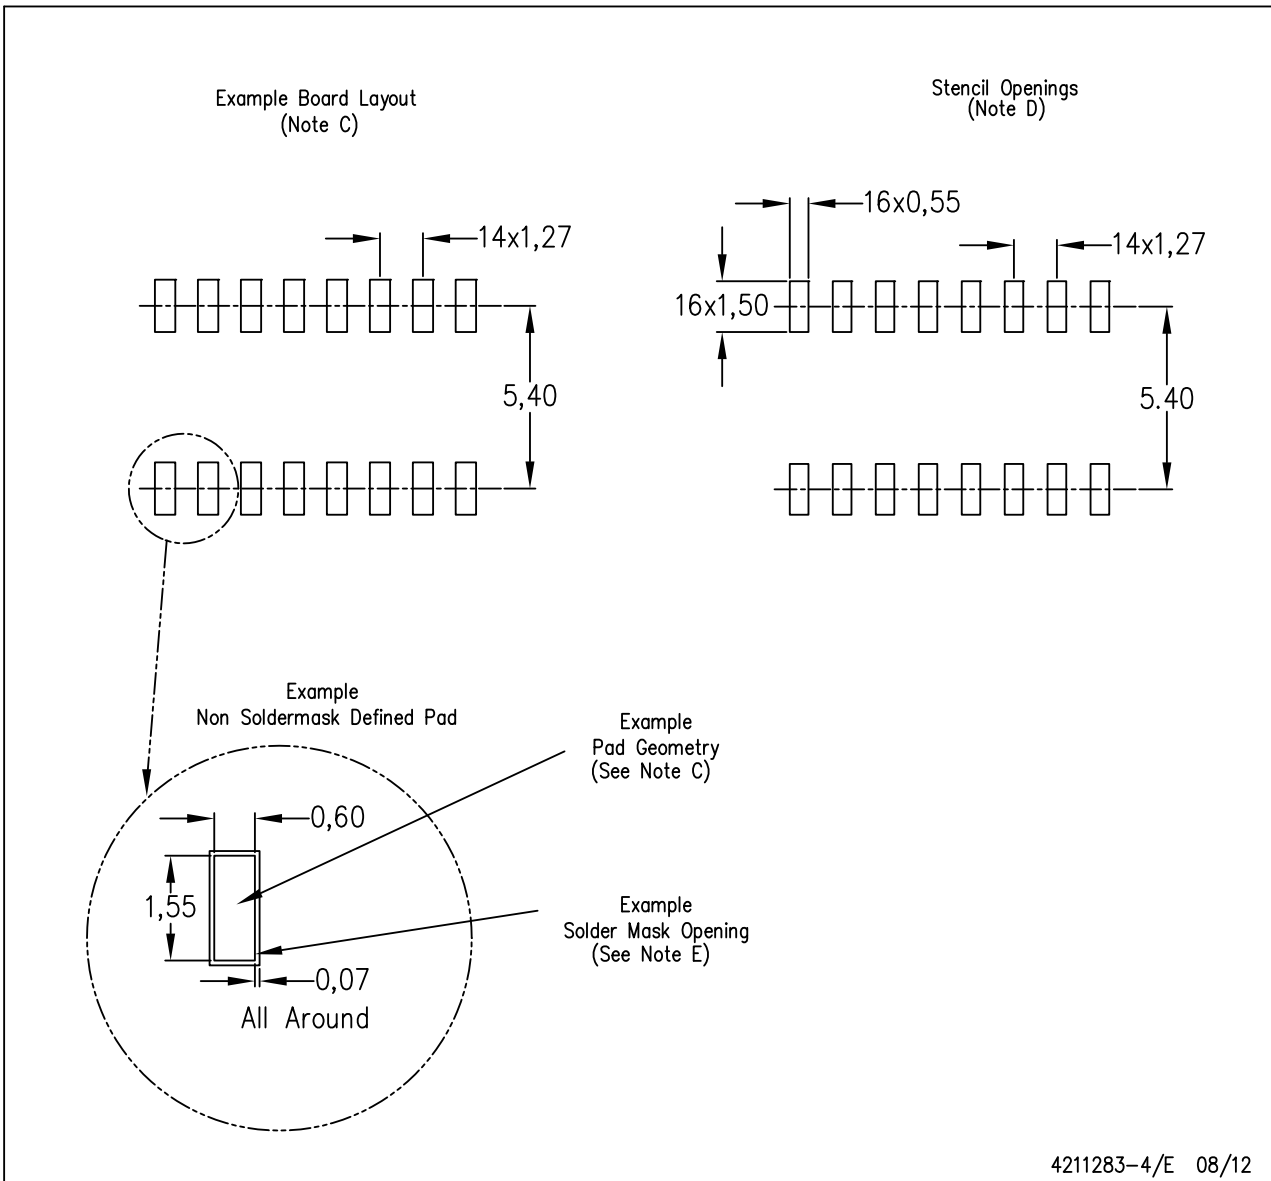 Example Board Layout
(Note C)
Stencil Openings
(Note D)
14x1,27
5,40
16x0,55
14x1,27
16x1,50
5.40
Example
Non Soldermask Defined Pad
Example
Pad Geometry
(See Note C)
0,60
1,55
Example
Solder Mask Opening
(See Note E)
0,07
All Around
4211283-4/E 08/12